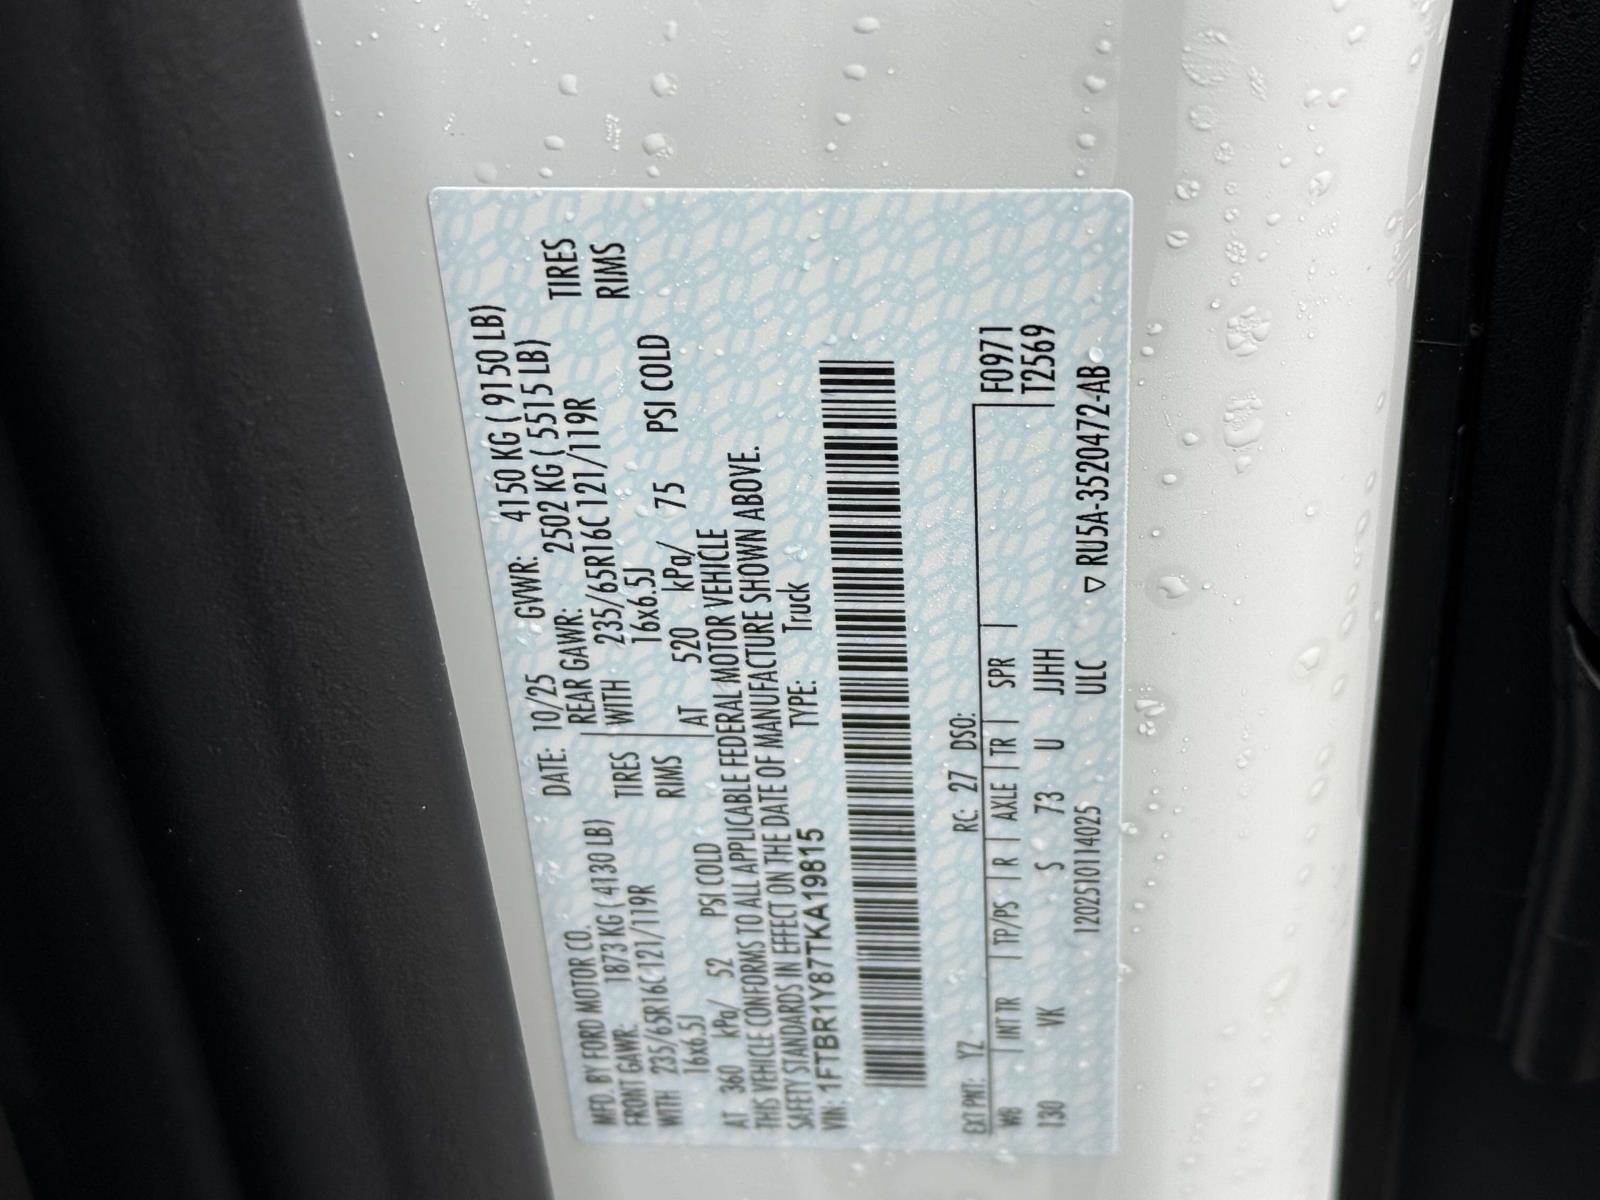 MFD. BY FORD MOTOR CO.
DATE: 10/25 GVWR: 4150 KG ( 9150 LB)
FRONT GAWR: 1873 KG ( 4130 LB)
REAR GAWR: 2502 KG ( 5515 LB)
WITH 235/65R16C 121/119R TIRES
WITH 235/65R16C 121/119R TIRES
16x6.5J RIMS
16x6.5J RIMS
AT 360 kPa/ 52 PSI COLD
AT 520 kPa/ 75 PSI COLD
THIS VEHICLE CONFORMS TO ALL APPLICABLE FEDERAL MOTOR VEHICLE
SAFETY STANDARDS IN EFFECT ON THE DATE OF MANUFACTURE SHOWN ABOVE.
VIN: 1FTBR1Y87TKA19815 TYPE: Truck
EXT PNT: YZ RC: 27 DSO: F0971
WB | INT TR | TP/PS | R | AXLE | TR | SPR | T2569
130 VK S 73 U JJHH
1202510114025 ULC ▽ RU5A-3520472-AB